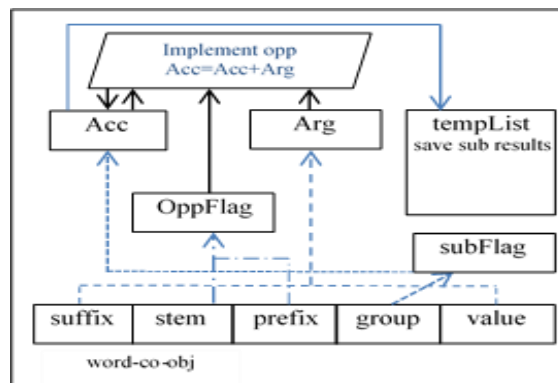 Implement opp
Acc=Acc+Arg
Acc
Arg
tempList
save sub results
OppFlag
subFlag
suffix stem prefix group value
word-co-obj